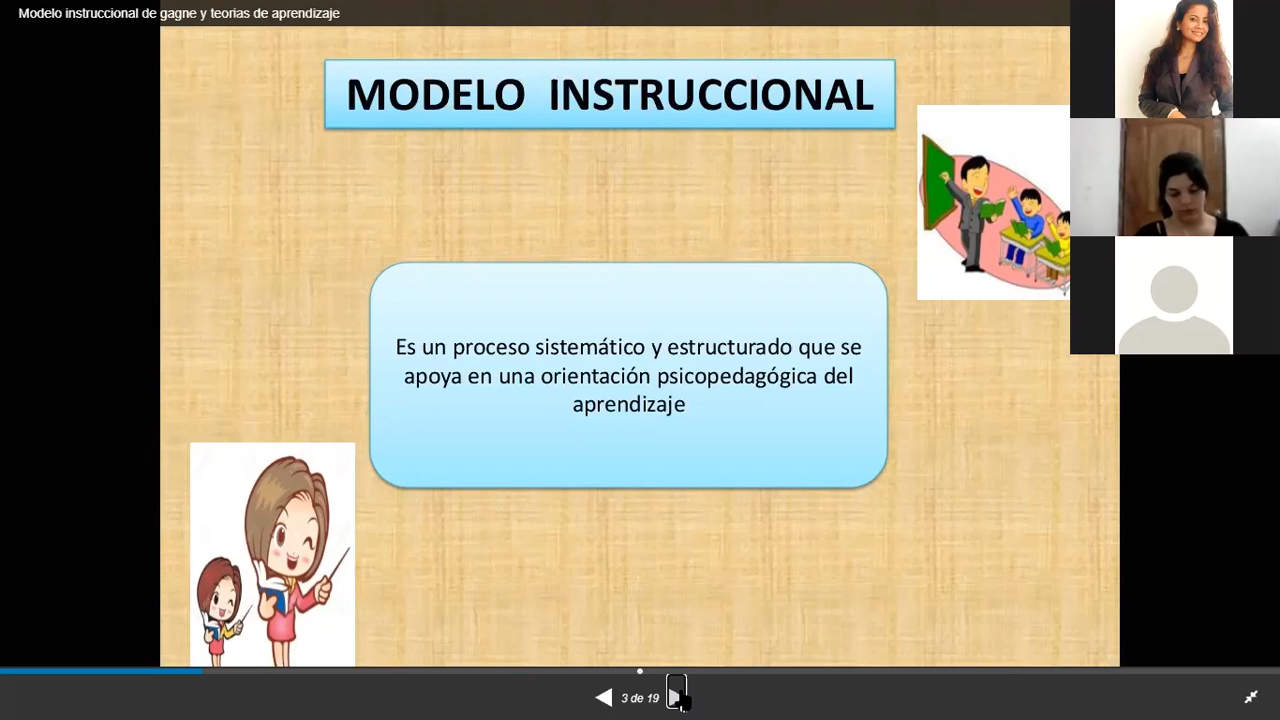 Modelo instruccional de gagne y teorias de aprendizaje
MODELO INSTRUCCIONAL
Es un proceso sistemático y estructurado que se
apoya en una orientación psicopedagógica del
aprendizaje
3 de 19